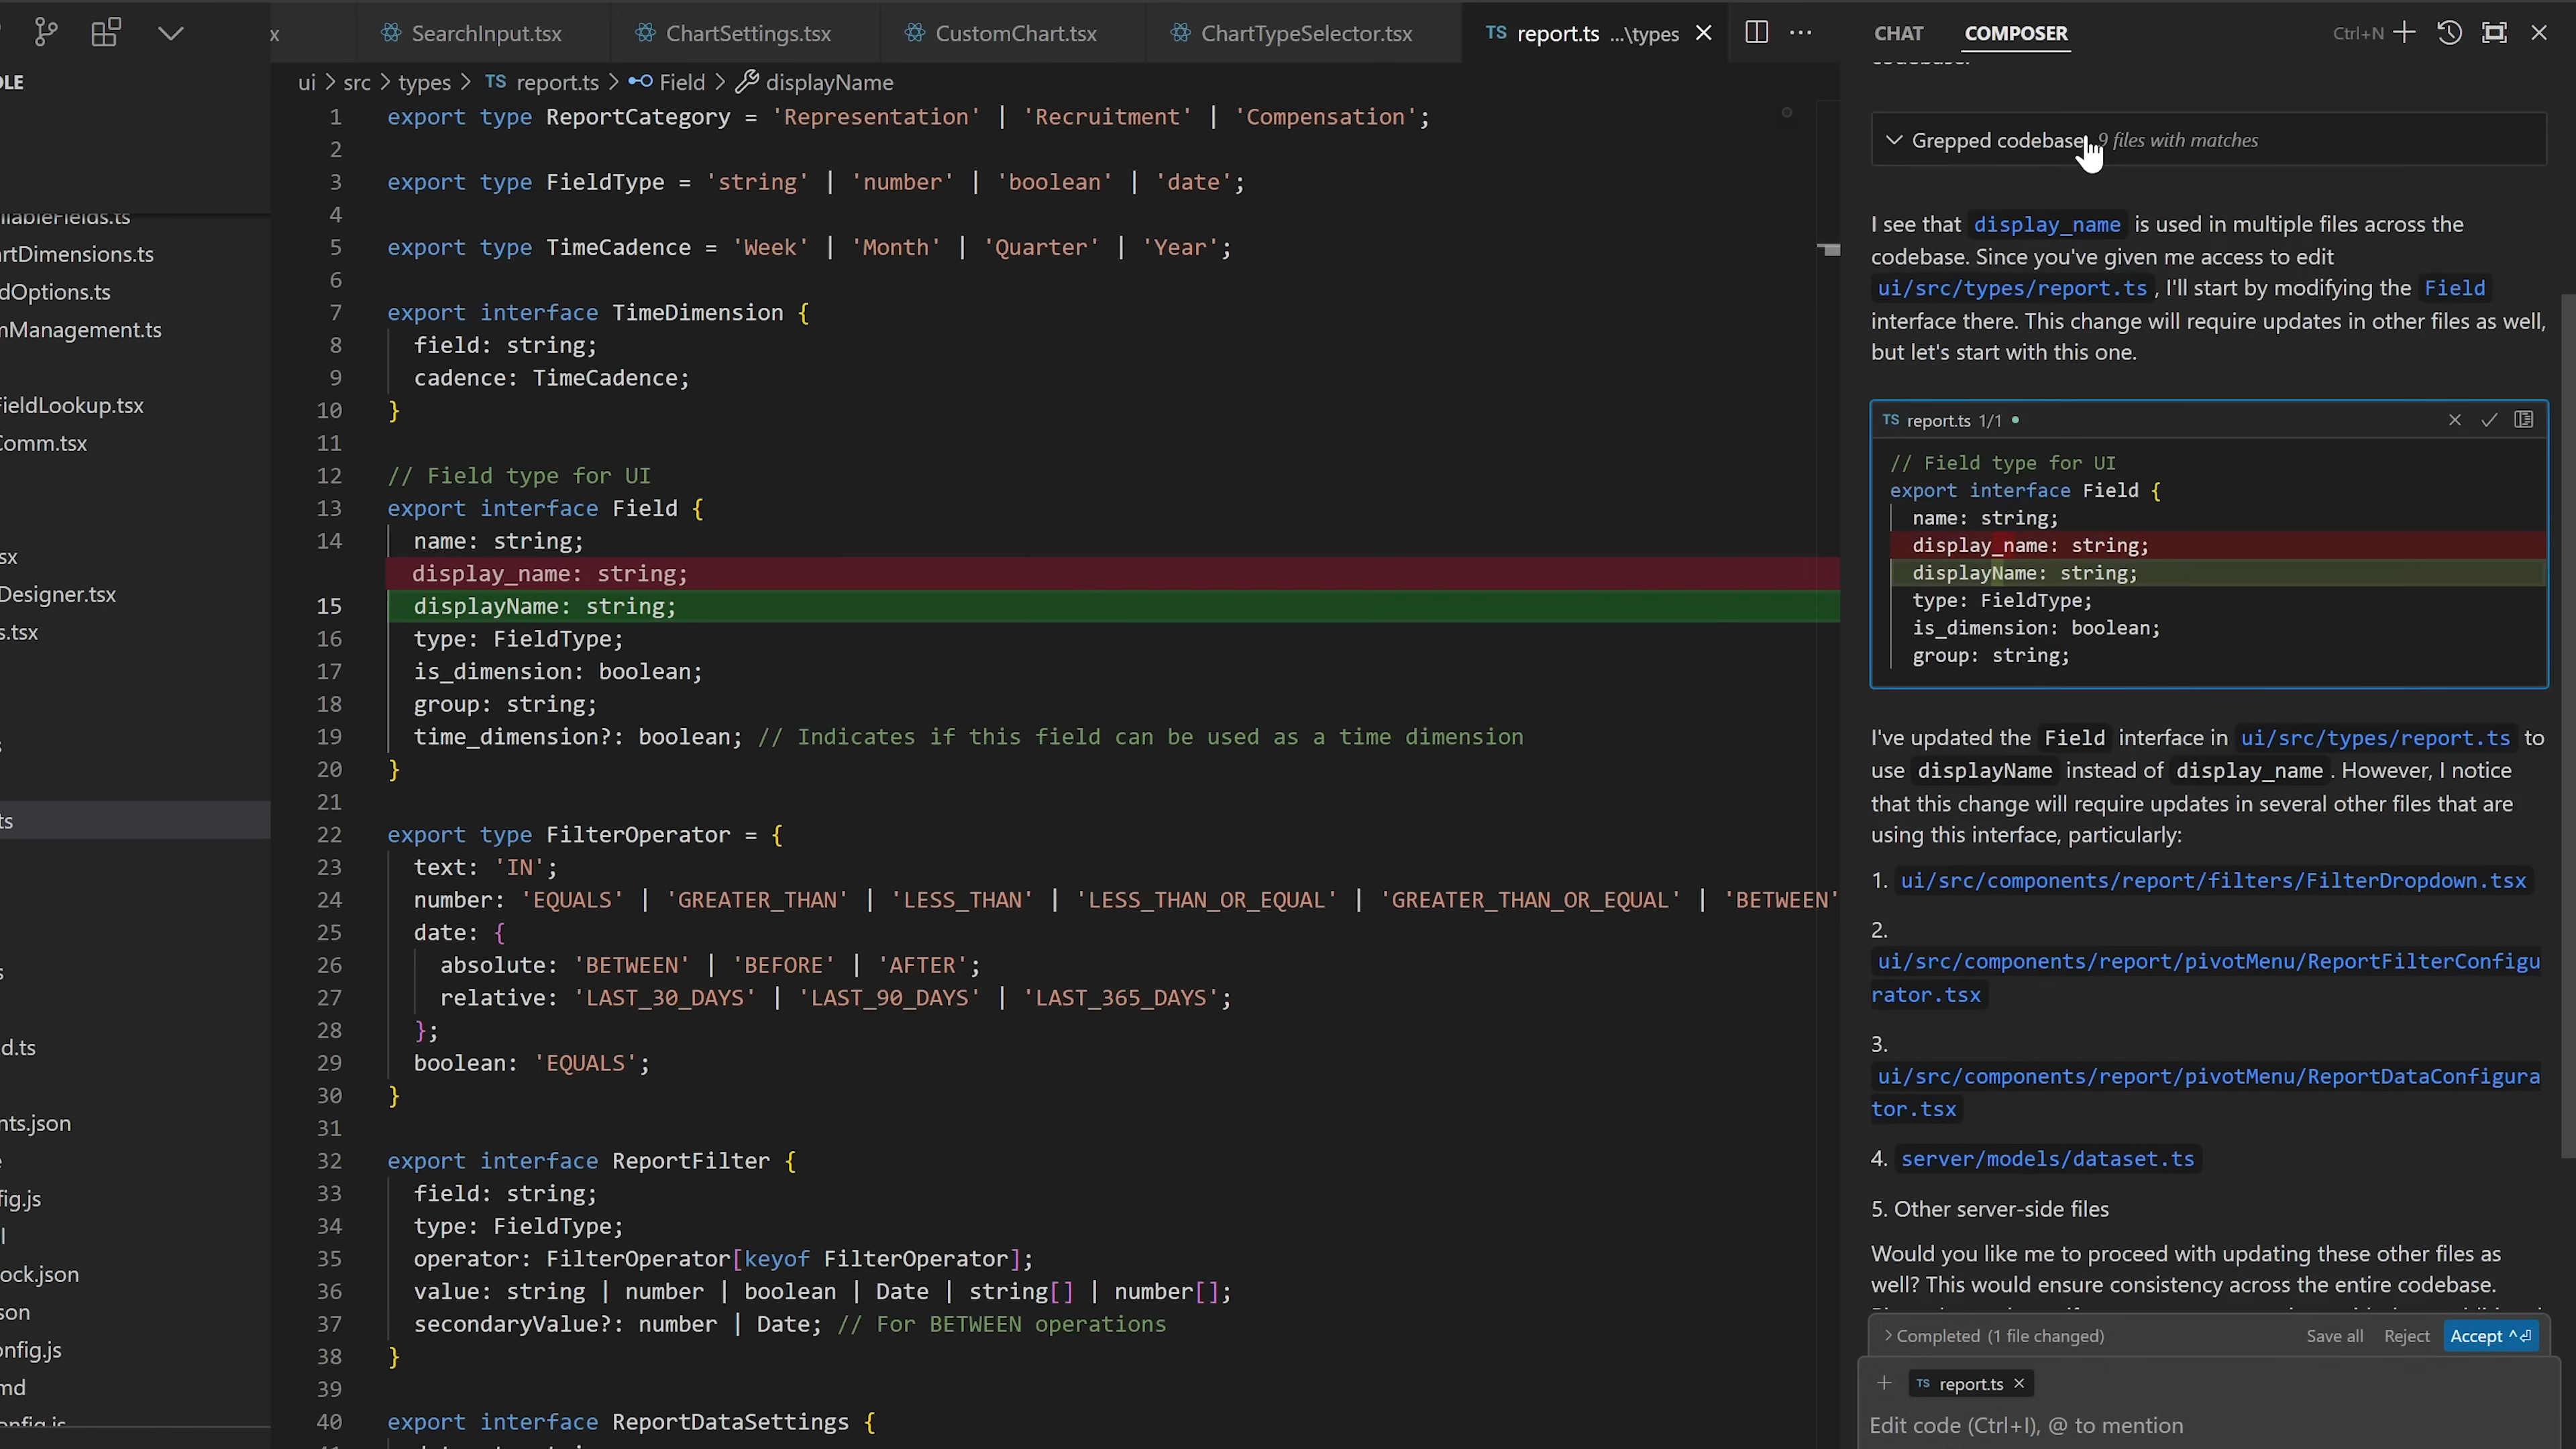 x
SearchInput.tsx
ChartSettings.tsx
CustomChart.tsx
ChartTypeSelector.tsx
TS report.ts ...\types
LE
ui > src > types > TS report.ts > Field > displayName
ilableFields.ts
rtDimensions.ts
dOptions.ts
mManagement.ts
FieldLookup.tsx
Comm.tsx
sx
Designer.tsx
s.tsx
s
ts
s
d.ts
nts.json
e
fig.js
l
ock.json
son
onfig.js
md
onfig.js
1 export type ReportCategory = 'Representation' | 'Recruitment' | 'Compensation';
2
3 export type FieldType = 'string' | 'number' | 'boolean' | 'date';
4
5 export type TimeCadence = 'Week' | 'Month' | 'Quarter' | 'Year';
6
7 export interface TimeDimension {
8 field: string;
9 cadence: TimeCadence;
10 }
11
12 // Field type for UI
13 export interface Field {
14 name: string;
display_name: string;
15 displayName: string;
16 type: FieldType;
17 is_dimension: boolean;
18 group: string;
19 time_dimension?: boolean; // Indicates if this field can be used as a time dimension
20 }
21
22 export type FilterOperator = {
23 text: 'IN';
24 number: 'EQUALS' | 'GREATER_THAN' | 'LESS_THAN' | 'LESS_THAN_OR_EQUAL' | 'GREATER_THAN_OR_EQUAL' | 'BETWEEN'
25 date: {
26 absolute: 'BETWEEN' | 'BEFORE' | 'AFTER';
27 relative: 'LAST_30_DAYS' | 'LAST_90_DAYS' | 'LAST_365_DAYS';
28 };
29 boolean: 'EQUALS';
30 }
31
32 export interface ReportFilter {
33 field: string;
34 type: FieldType;
35 operator: FilterOperator[keyof FilterOperator];
36 value: string | number | boolean | Date | string[] | number[];
37 secondaryValue?: number | Date; // For BETWEEN operations
38 }
39
40 export interface ReportDataSettings {
CHAT COMPOSER Ctrl+N
codebase.
Grepped codebase 9 files with matches
I see that display_name is used in multiple files across the
codebase. Since you've given me access to edit
ui/src/types/report.ts , I'll start by modifying the Field
interface there. This change will require updates in other files as well,
but let's start with this one.
TS report.ts 1/1
// Field type for UI
export interface Field {
name: string;
display_name: string;
displayName: string;
type: FieldType;
is_dimension: boolean;
group: string;
I've updated the Field interface in ui/src/types/report.ts to
use displayName instead of display_name . However, I notice
that this change will require updates in several other files that are
using this interface, particularly:
1. ui/src/components/report/filters/FilterDropdown.tsx
2.
ui/src/components/report/pivotMenu/ReportFilterConfigu
rator.tsx
3.
ui/src/components/report/pivotMenu/ReportDataConfigura
tor.tsx
4. server/models/dataset.ts
5. Other server-side files
Would you like me to proceed with updating these other files as
well? This would ensure consistency across the entire codebase.
> Completed (1 file changed) Save all Reject Accept ^⏎
+ TS report.ts ×
Edit code (Ctrl+I), @ to mention